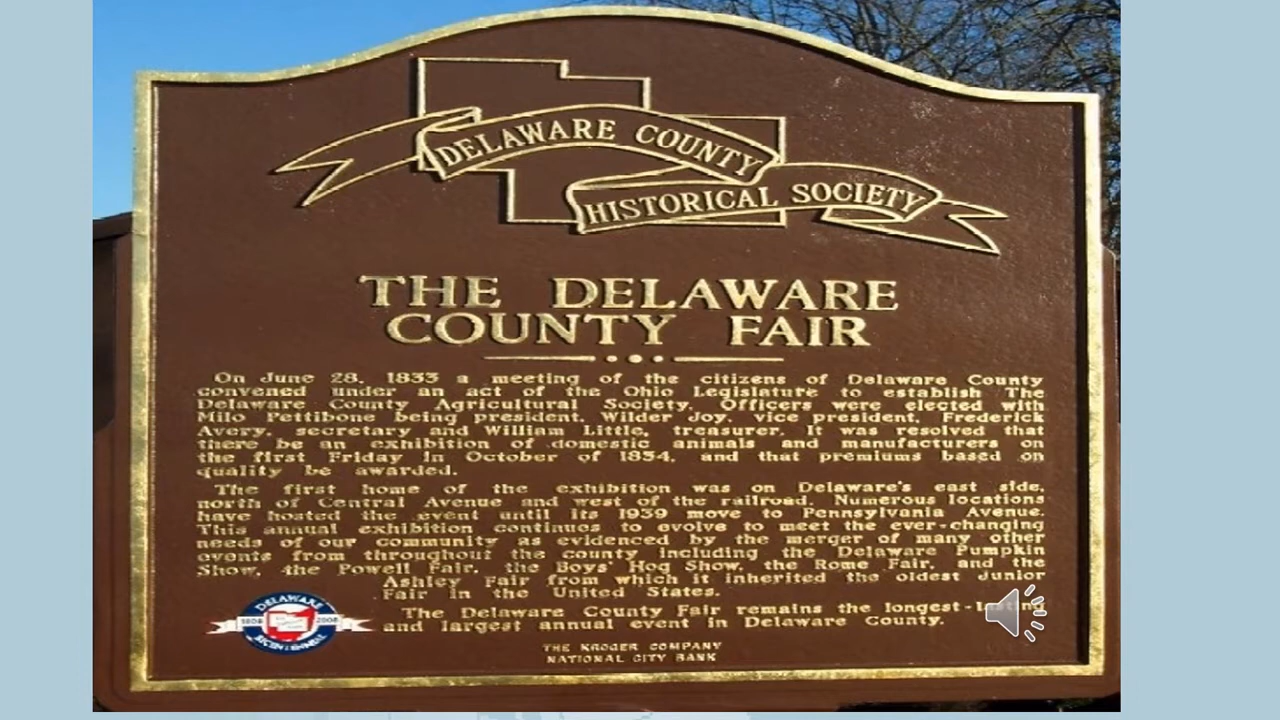 DELAWARE COUNTY
HISTORICAL SOCIETY
THE DELAWARE
COUNTY FAIR
On June 28, 1833 a meeting of the citizens of Delaware County
convened under an act of the Ohio Legislature to establish The
Delaware County Agricultural Society. Officers were elected with
Milo Pettibone being president, Wilder Joy, vice president, Frederick
Avery, secretary and William Little, treasurer. It was resolved that
there be an exhibition of domestic animals and manufacturers on
the first Friday in October of 1834, and that premiums based on
quality be awarded.
The first home of the exhibition was on Delaware's east side,
north of Central Avenue and west of the railroad. Numerous locations
have hosted the event until its 1939 move to Pennsylvania Avenue.
This annual exhibition continues to evolve to meet the ever-changing
needs of our community as evidenced by the merger of many other
events from throughout the county including the Delaware Pumpkin
Show, the Powell Fair, the Boys' Hog Show, the Rome Fair, and the
Ashley Fair from which it inherited the oldest Junior
Fair in the United States.
The Delaware County Fair remains the longest-lasting
and largest annual event in Delaware County.
DELAWARE
1808 2008
BICENTENNIAL
THE KROGER COMPANY
NATIONAL CITY BANK